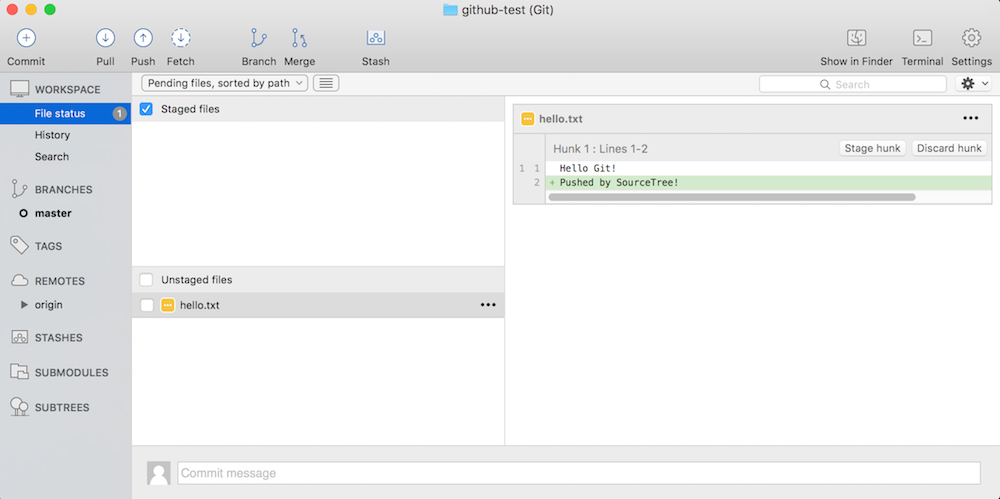 github-test (Git)
Commit Pull Push Fetch Branch Merge Stash Show in Finder Terminal Settings
WORKSPACE
File status 1
History
Search
BRANCHES
master
TAGS
REMOTES
origin
STASHES
SUBMODULES
SUBTREES
Pending files, sorted by path
Search
Staged files
Unstaged files
hello.txt
hello.txt
Hunk 1 : Lines 1-2 Stage hunk Discard hunk
1 1 Hello Git!
2 + Pushed by SourceTree!
Commit message